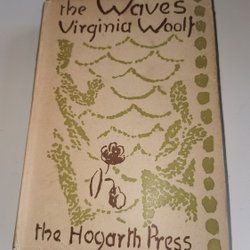 the Waves
Virginia Woolf
the Hogarth Press